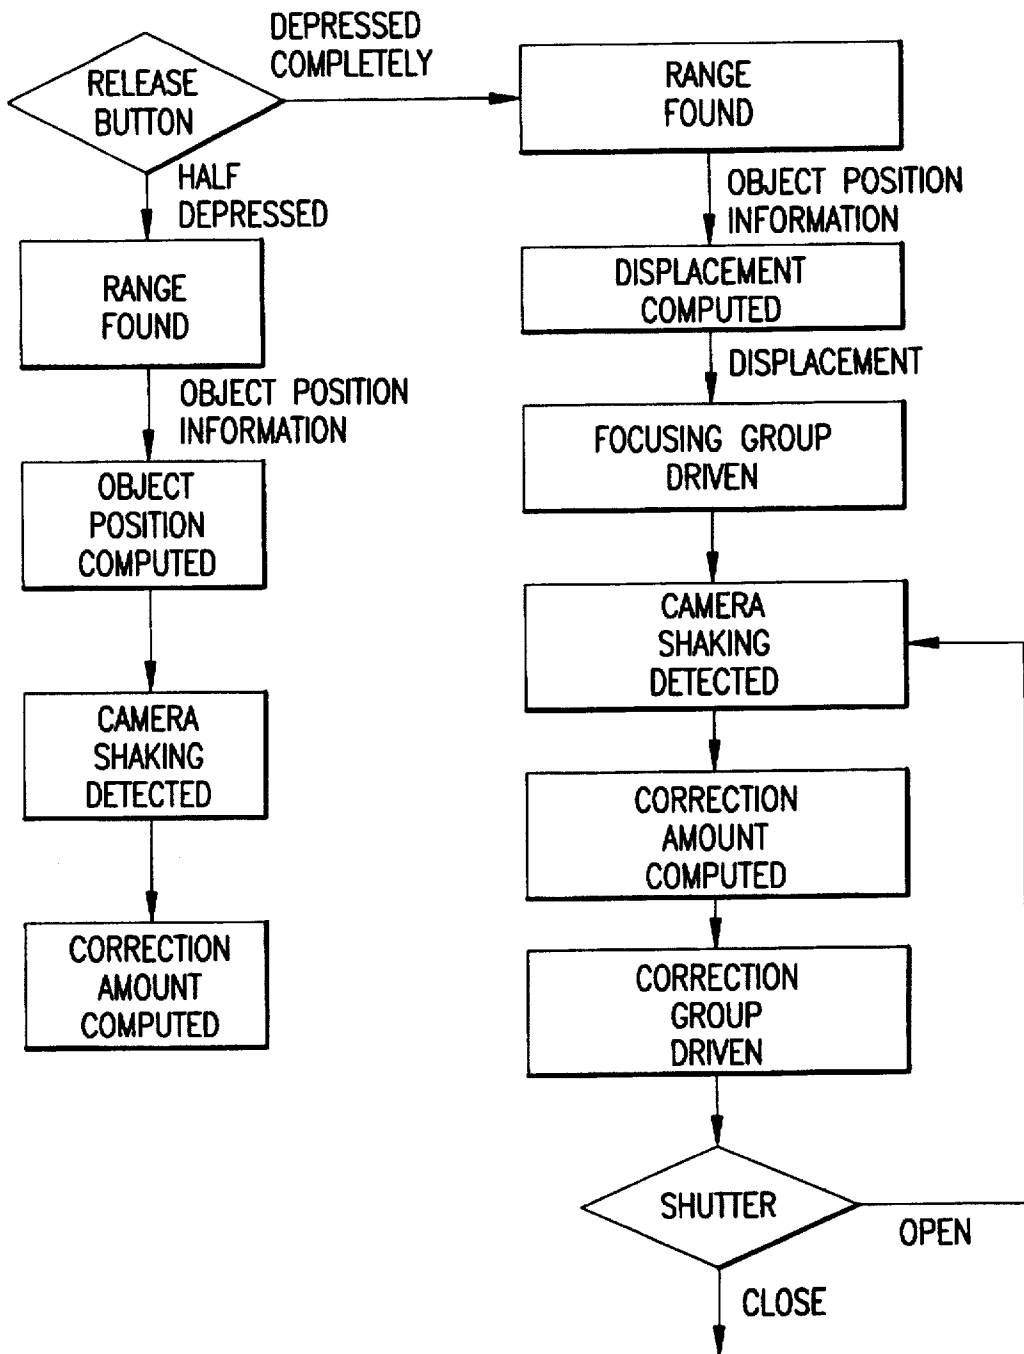 RELEASE
BUTTON
DEPRESSED
COMPLETELY
HALF
DEPRESSED
RANGE
FOUND
OBJECT POSITION
INFORMATION
OBJECT
POSITION
COMPUTED
CAMERA
SHAKING
DETECTED
CORRECTION
AMOUNT
COMPUTED
RANGE
FOUND
OBJECT POSITION
INFORMATION
DISPLACEMENT
COMPUTED
DISPLACEMENT
FOCUSING GROUP
DRIVEN
CAMERA
SHAKING
DETECTED
CORRECTION
AMOUNT
COMPUTED
CORRECTION
GROUP
DRIVEN
SHUTTER
OPEN
CLOSE